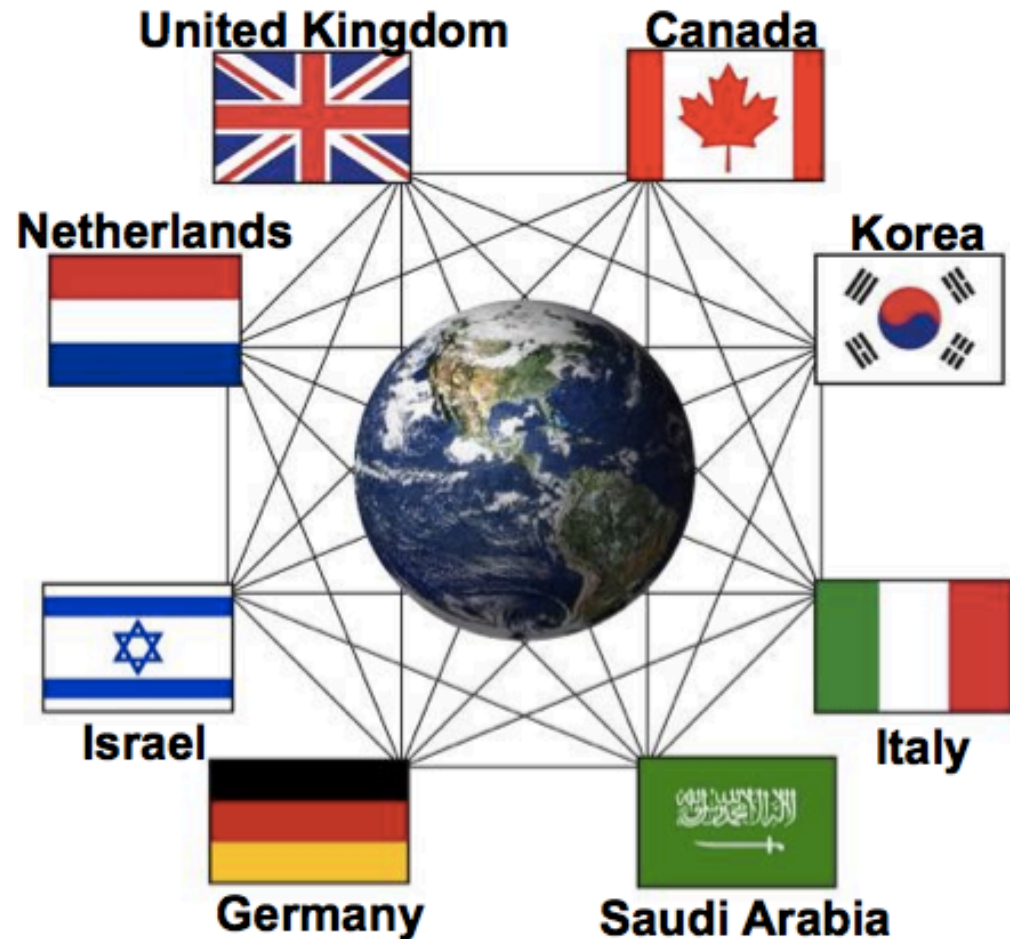 United Kingdom
Canada
Netherlands
Korea
Israel
Italy
Germany
Saudi Arabia